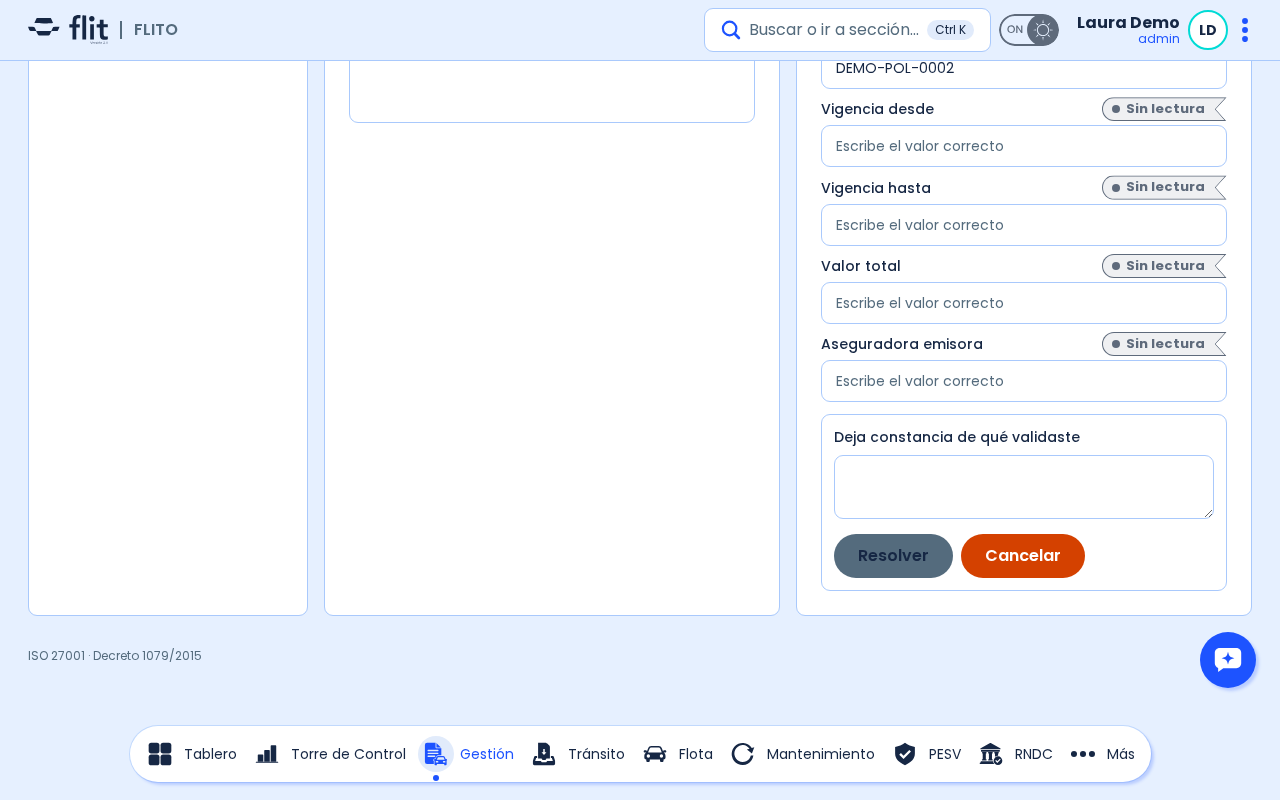 flit
FLITO
Buscar o ir a sección...
Ctrl K
ON
Laura Demo
admin
LD
DEMO-POL-0002
Vigencia desde
Sin lectura
Escribe el valor correcto
Vigencia hasta
Sin lectura
Escribe el valor correcto
Valor total
Sin lectura
Escribe el valor correcto
Aseguradora emisora
Sin lectura
Escribe el valor correcto
Deja constancia de qué validaste
Resolver
Cancelar
ISO 27001 · Decreto 1079/2015
Tablero
Torre de Control
Gestión
Tránsito
Flota
Mantenimiento
PESV
RNDC
Más